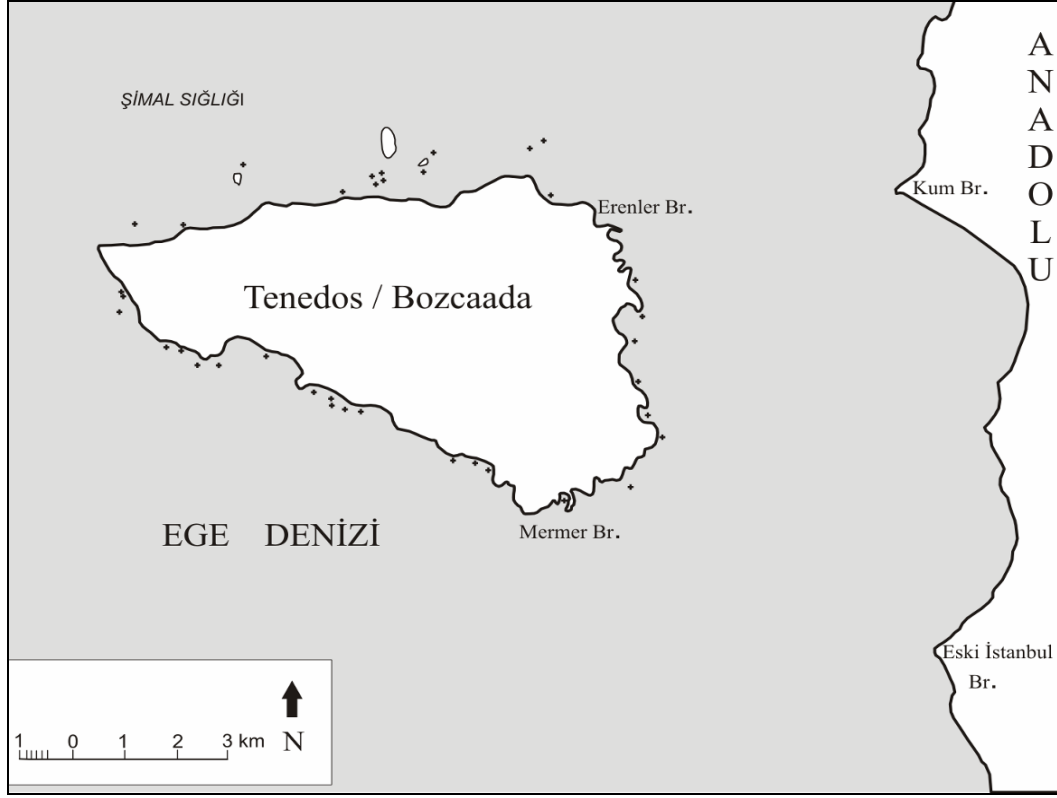 ŞİMAL SIĞLIĞI
ANADOLU
Kum Br.
Erenler Br.
Tenedos / Bozcaada
EGE DENİZİ
Mermer Br.
Eski İstanbul
Br.
1 0 1 2 3 km
N